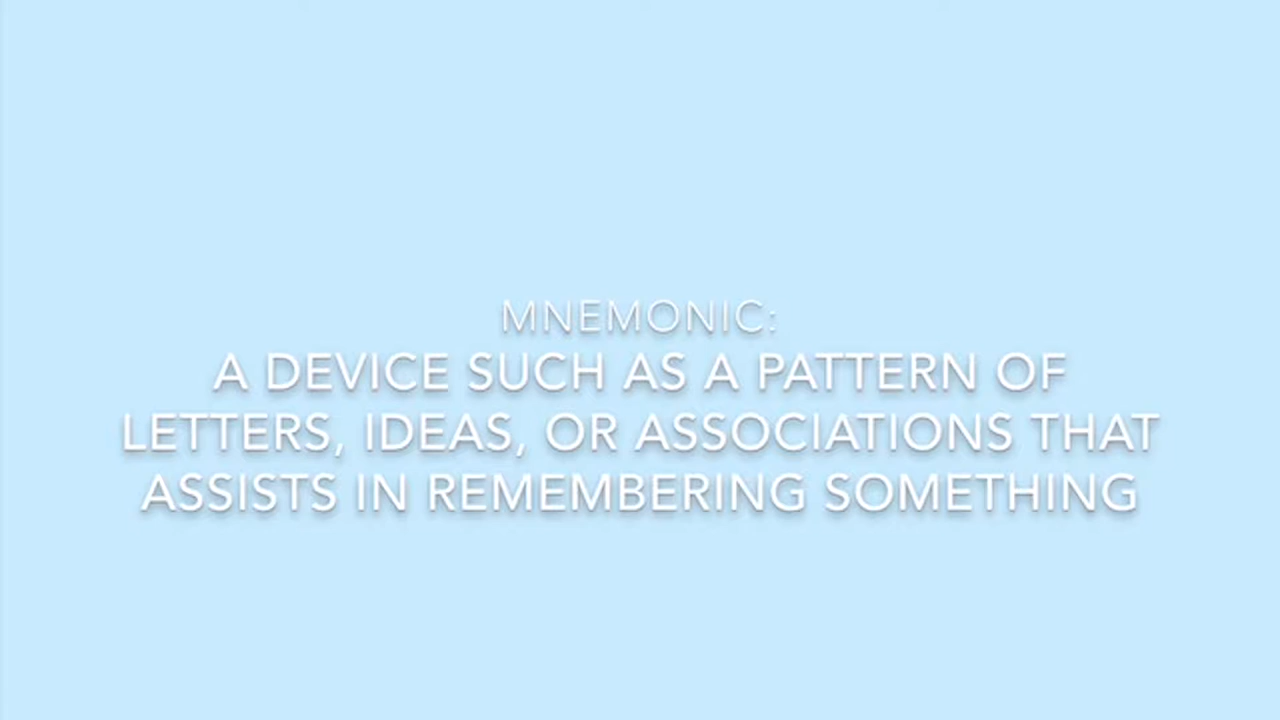 MNEMONIC:
A DEVICE SUCH AS A PATTERN OF
LETTERS, IDEAS, OR ASSOCIATIONS THAT
ASSISTS IN REMEMBERING SOMETHING